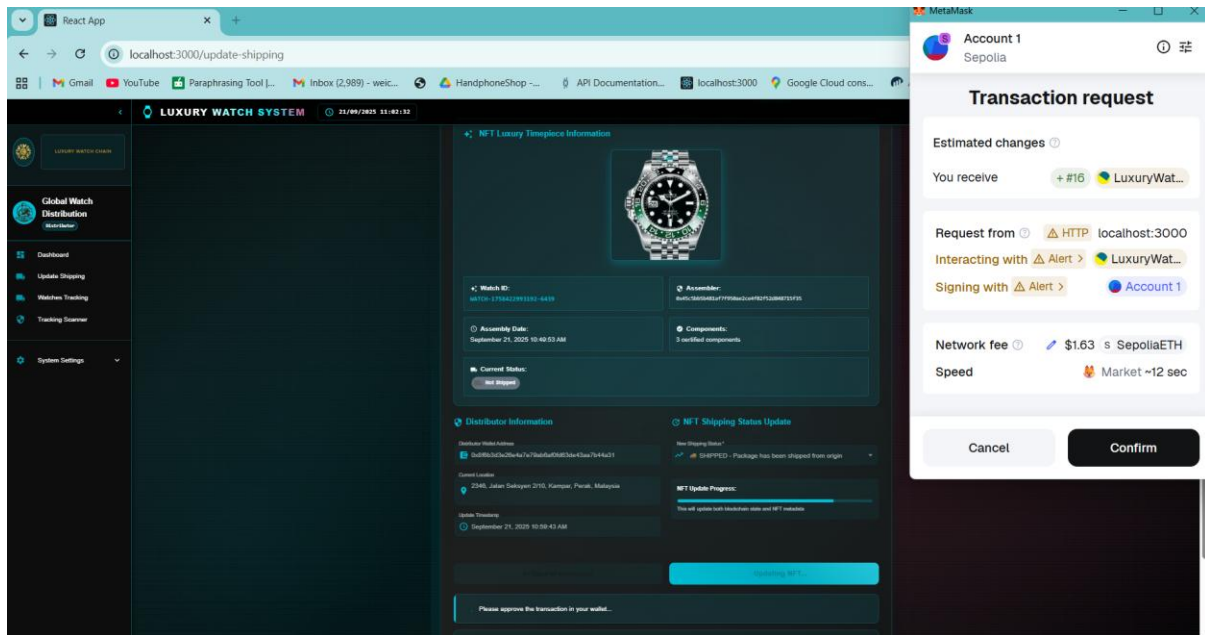 React App
MetaMask
localhost:3000/update-shipping
Gmail YouTube Paraphrasing Tool |... Inbox (2,989) - weic... HandphoneShop -... API Documentation... localhost:3000 Google Cloud cons...
LUXURY WATCH SYSTEM 21/09/2025 11:02:32
LUXURY WATCH CHAIN
Global Watch
Distribution
Distributor
Dashboard
Update Shipping
Watches Tracking
Tracking Scanner
System Settings
NFT Luxury Timepiece Information
Watch ID:
Assembler:
Assembly Date:
September 21, 2025 10:49:53 AM
Components:
3 certified components
Current Status:
Not Shipped
Distributor Information
Distributor Wallet Address
Current Location
2346, Jalan Seksyen 2/10, Kampar, Perak, Malaysia
Update Timestamp
September 21, 2025 10:59:43 AM
NFT Shipping Status Update
New Shipping Status *
SHIPPED - Package has been shipped from origin
NFT Update Progress:
This will update both blockchain state and NFT metadata
Updating NFT...
Please approve the transaction in your wallet...
Account 1
Sepolia
Transaction request
Estimated changes
You receive + #16 LuxuryWat...
Request from HTTP localhost:3000
Interacting with Alert > LuxuryWat...
Signing with Alert > Account 1
Network fee $1.63 S SepoliaETH
Speed Market ~12 sec
Cancel Confirm